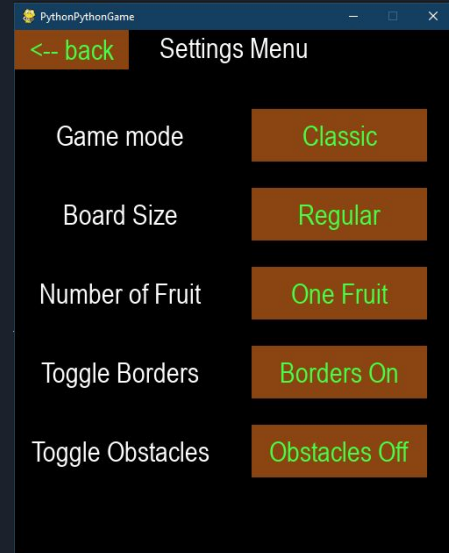 PythonPythonGame
<-- back Settings Menu
Game mode Classic
Board Size Regular
Number of Fruit One Fruit
Toggle Borders Borders On
Toggle Obstacles Obstacles Off